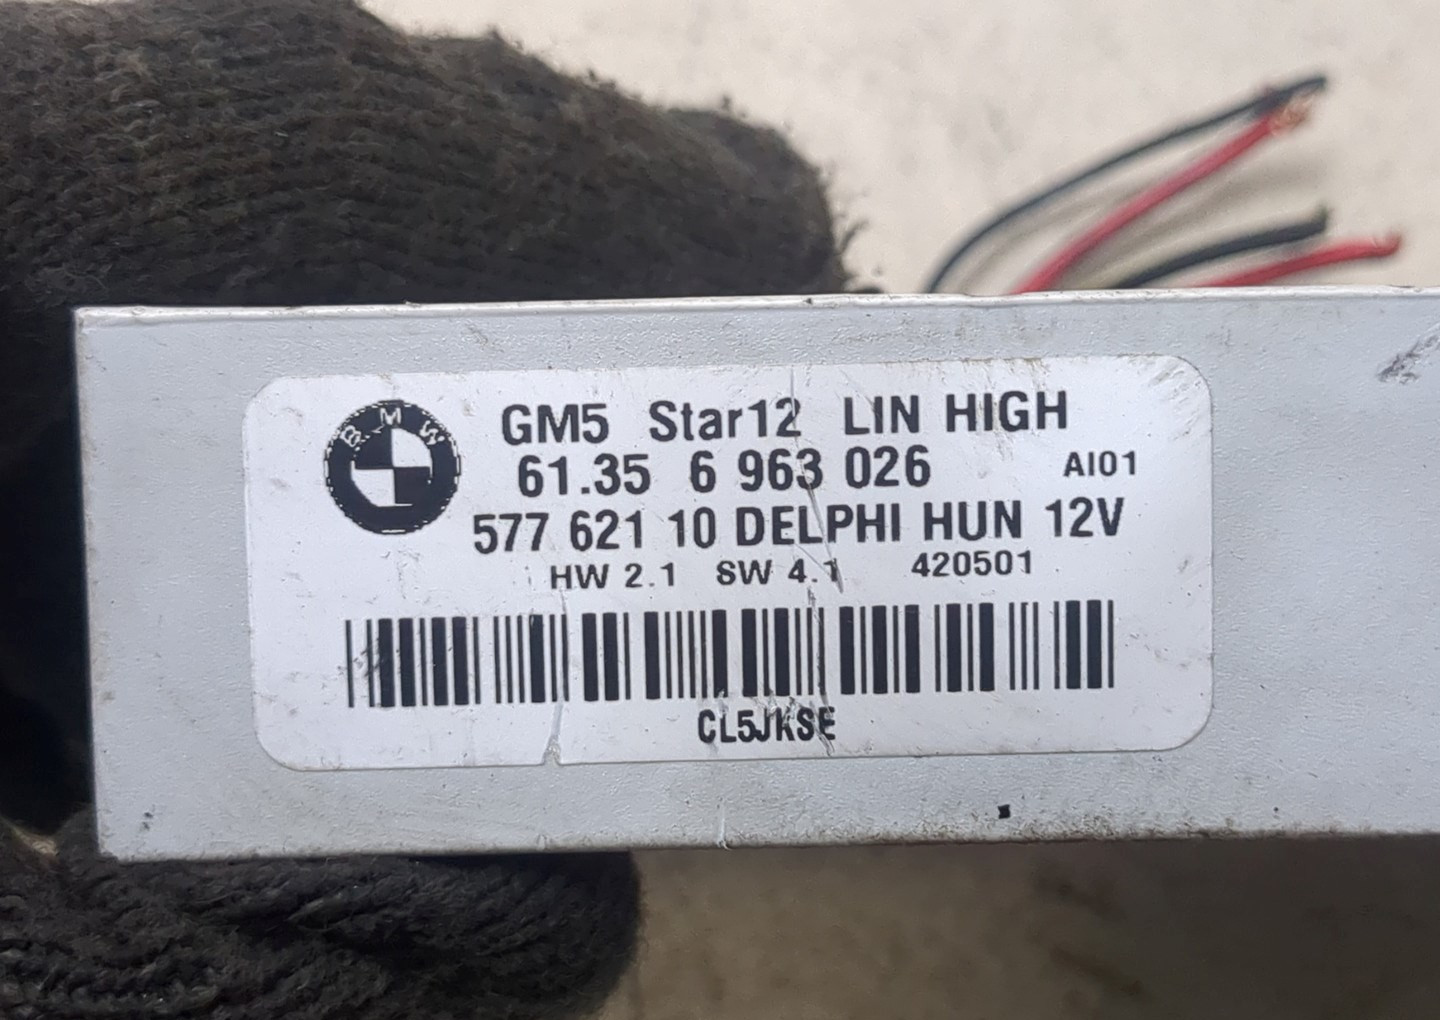 BMW
GM5 Star12 LIN HIGH
61.35 6 963 026 AI01
577 621 10 DELPHI HUN 12V
HW 2.1 SW 4.1 420501
CL5JKSE